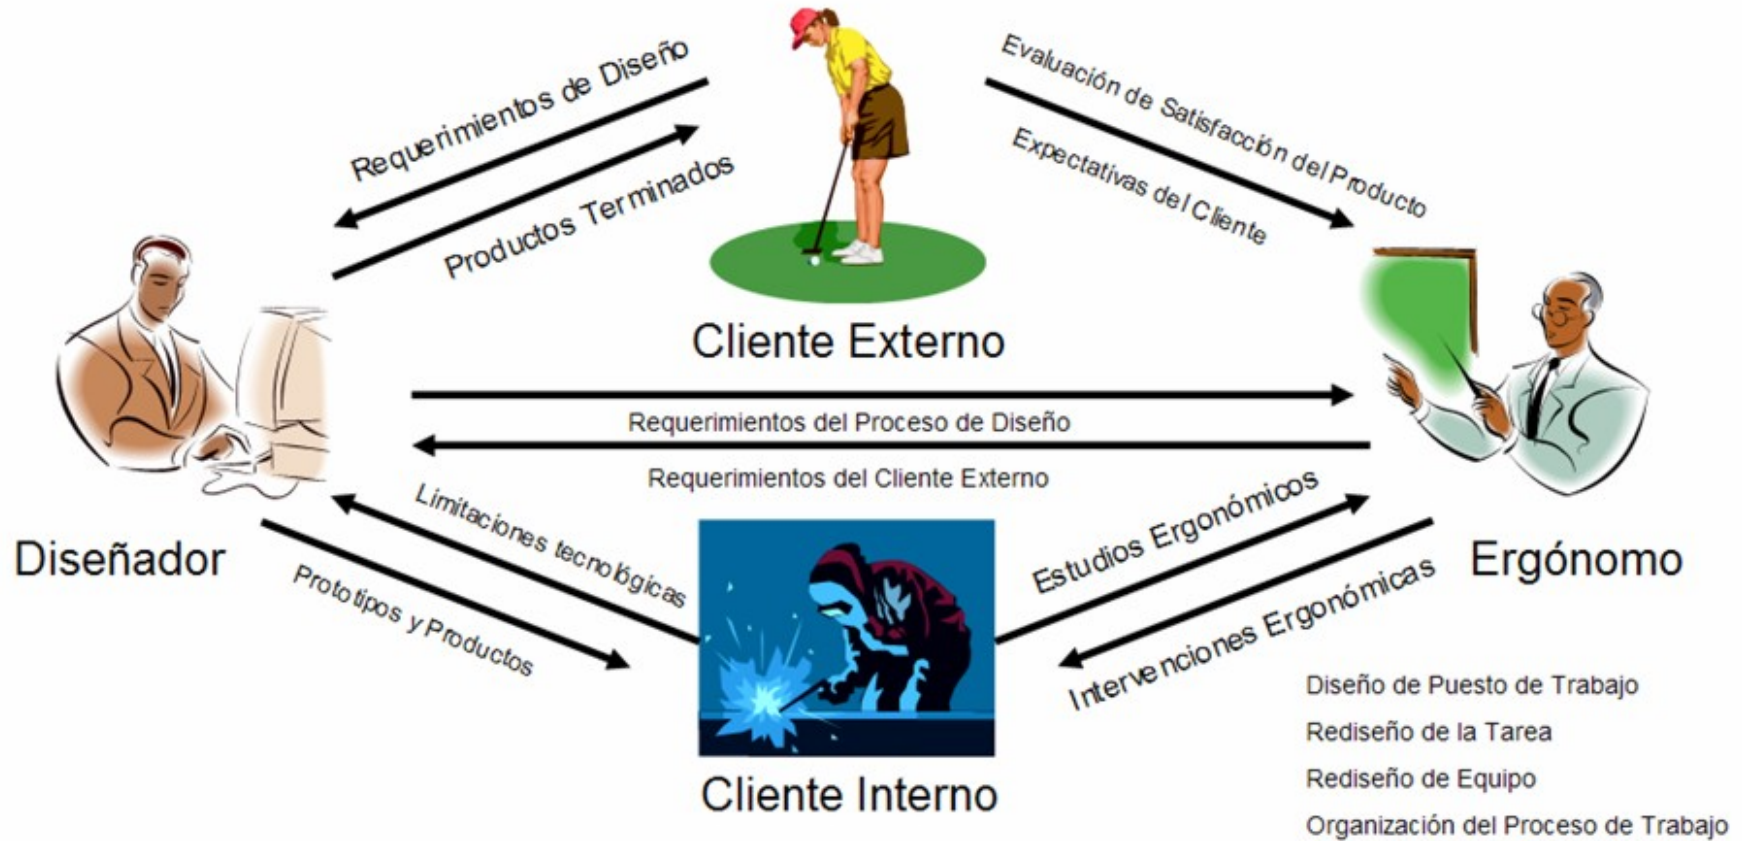 Requerimientos de Diseño
Productos Terminados
Evaluación de Satisfacción del Producto
Expectativas del Cliente
Cliente Externo
Requerimientos del Proceso de Diseño
Requerimientos del Cliente Externo
Diseñador
Limitaciones tecnológicas
Prototipos y Productos
Estudios Ergonómicos
Intervenciones Ergonómicas
Ergónomo
Cliente Interno
Diseño de Puesto de Trabajo
Rediseño de la Tarea
Rediseño de Equipo
Organización del Proceso de Trabajo